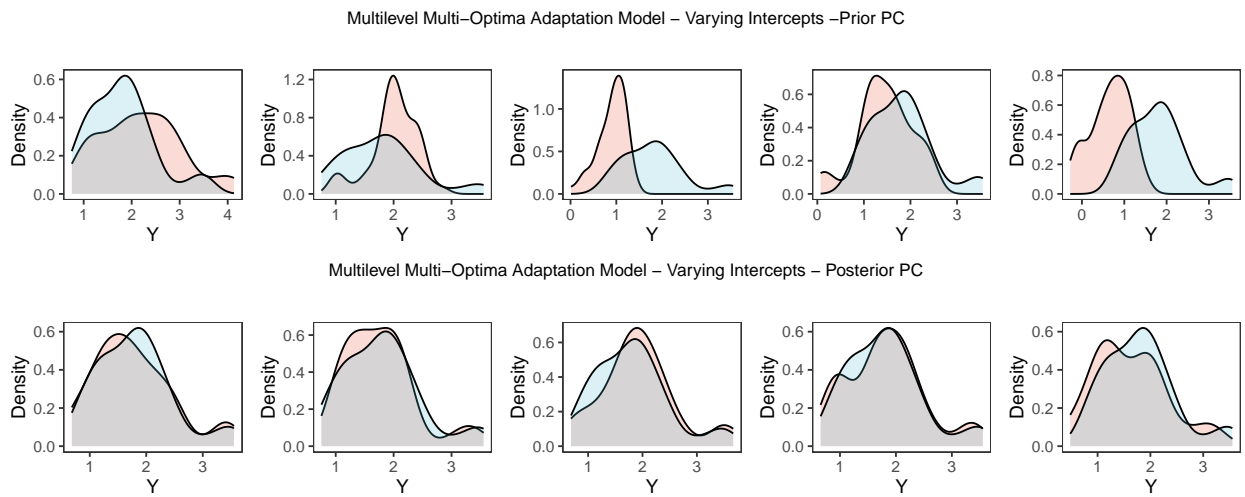 Multilevel Multi−Optima Adaptation Model − Varying Intercepts −Prior PC
0.6
0.4
0.2
0.0
Density
1 2 3 4
Y
1.2
0.8
0.4
0.0
Density
1 2 3
Y
1.0
0.5
0.0
Density
0 1 2 3
Y
0.6
0.4
0.2
0.0
Density
0 1 2 3
Y
0.8
0.6
0.4
0.2
0.0
Density
0 1 2 3
Y
Multilevel Multi−Optima Adaptation Model − Varying Intercepts − Posterior PC
0.6
0.4
0.2
0.0
Density
1 2 3
Y
0.6
0.4
0.2
0.0
Density
1 2 3
Y
0.6
0.4
0.2
0.0
Density
1 2 3
Y
0.6
0.4
0.2
0.0
Density
1 2 3
Y
0.6
0.4
0.2
0.0
Density
1 2 3
Y